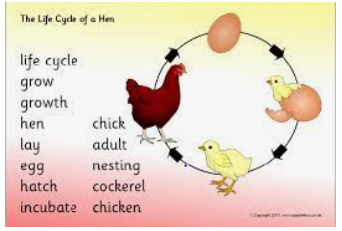 The Life Cycle of a Hen
life cycle
grow
growth
hen
lay
egg
hatch
incubate
chick
adult
nesting
cockerel
chicken